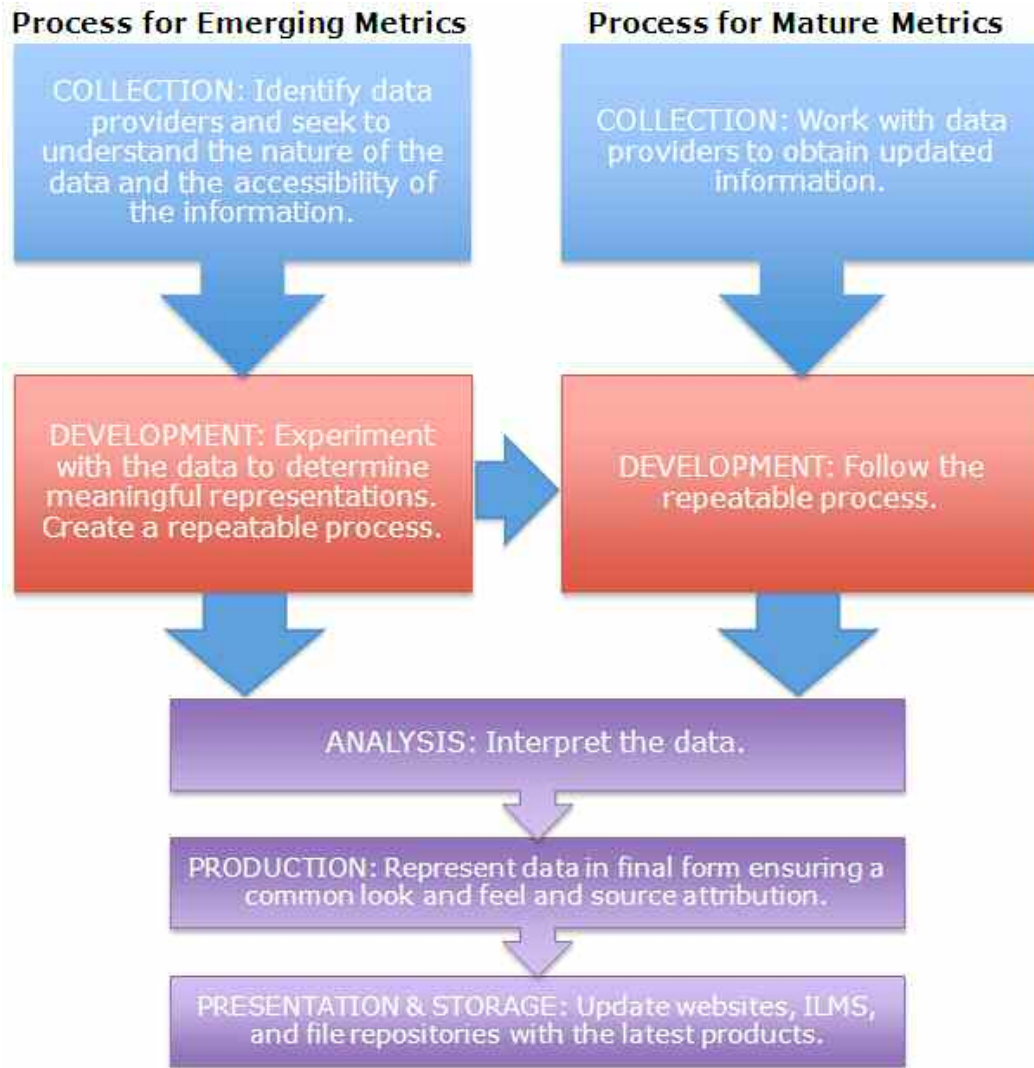 Process for Emerging Metrics
COLLECTION: Identify data
providers and seek to
understand the nature of the
data and the accessibility of
the information.
DEVELOPMENT: Experiment
with the data to determine
meaningful representations.
Create a repeatable process.
Process for Mature Metrics
COLLECTION: Work with data
providers to obtain updated
information.
DEVELOPMENT: Follow the
repeatable process.
ANALYSIS: Interpret the data.
PRODUCTION: Represent data in final form ensuring a
common look and feel and source attribution.
PRESENTATION & STORAGE: Update websites, ILMS,
and file repositories with the latest products.